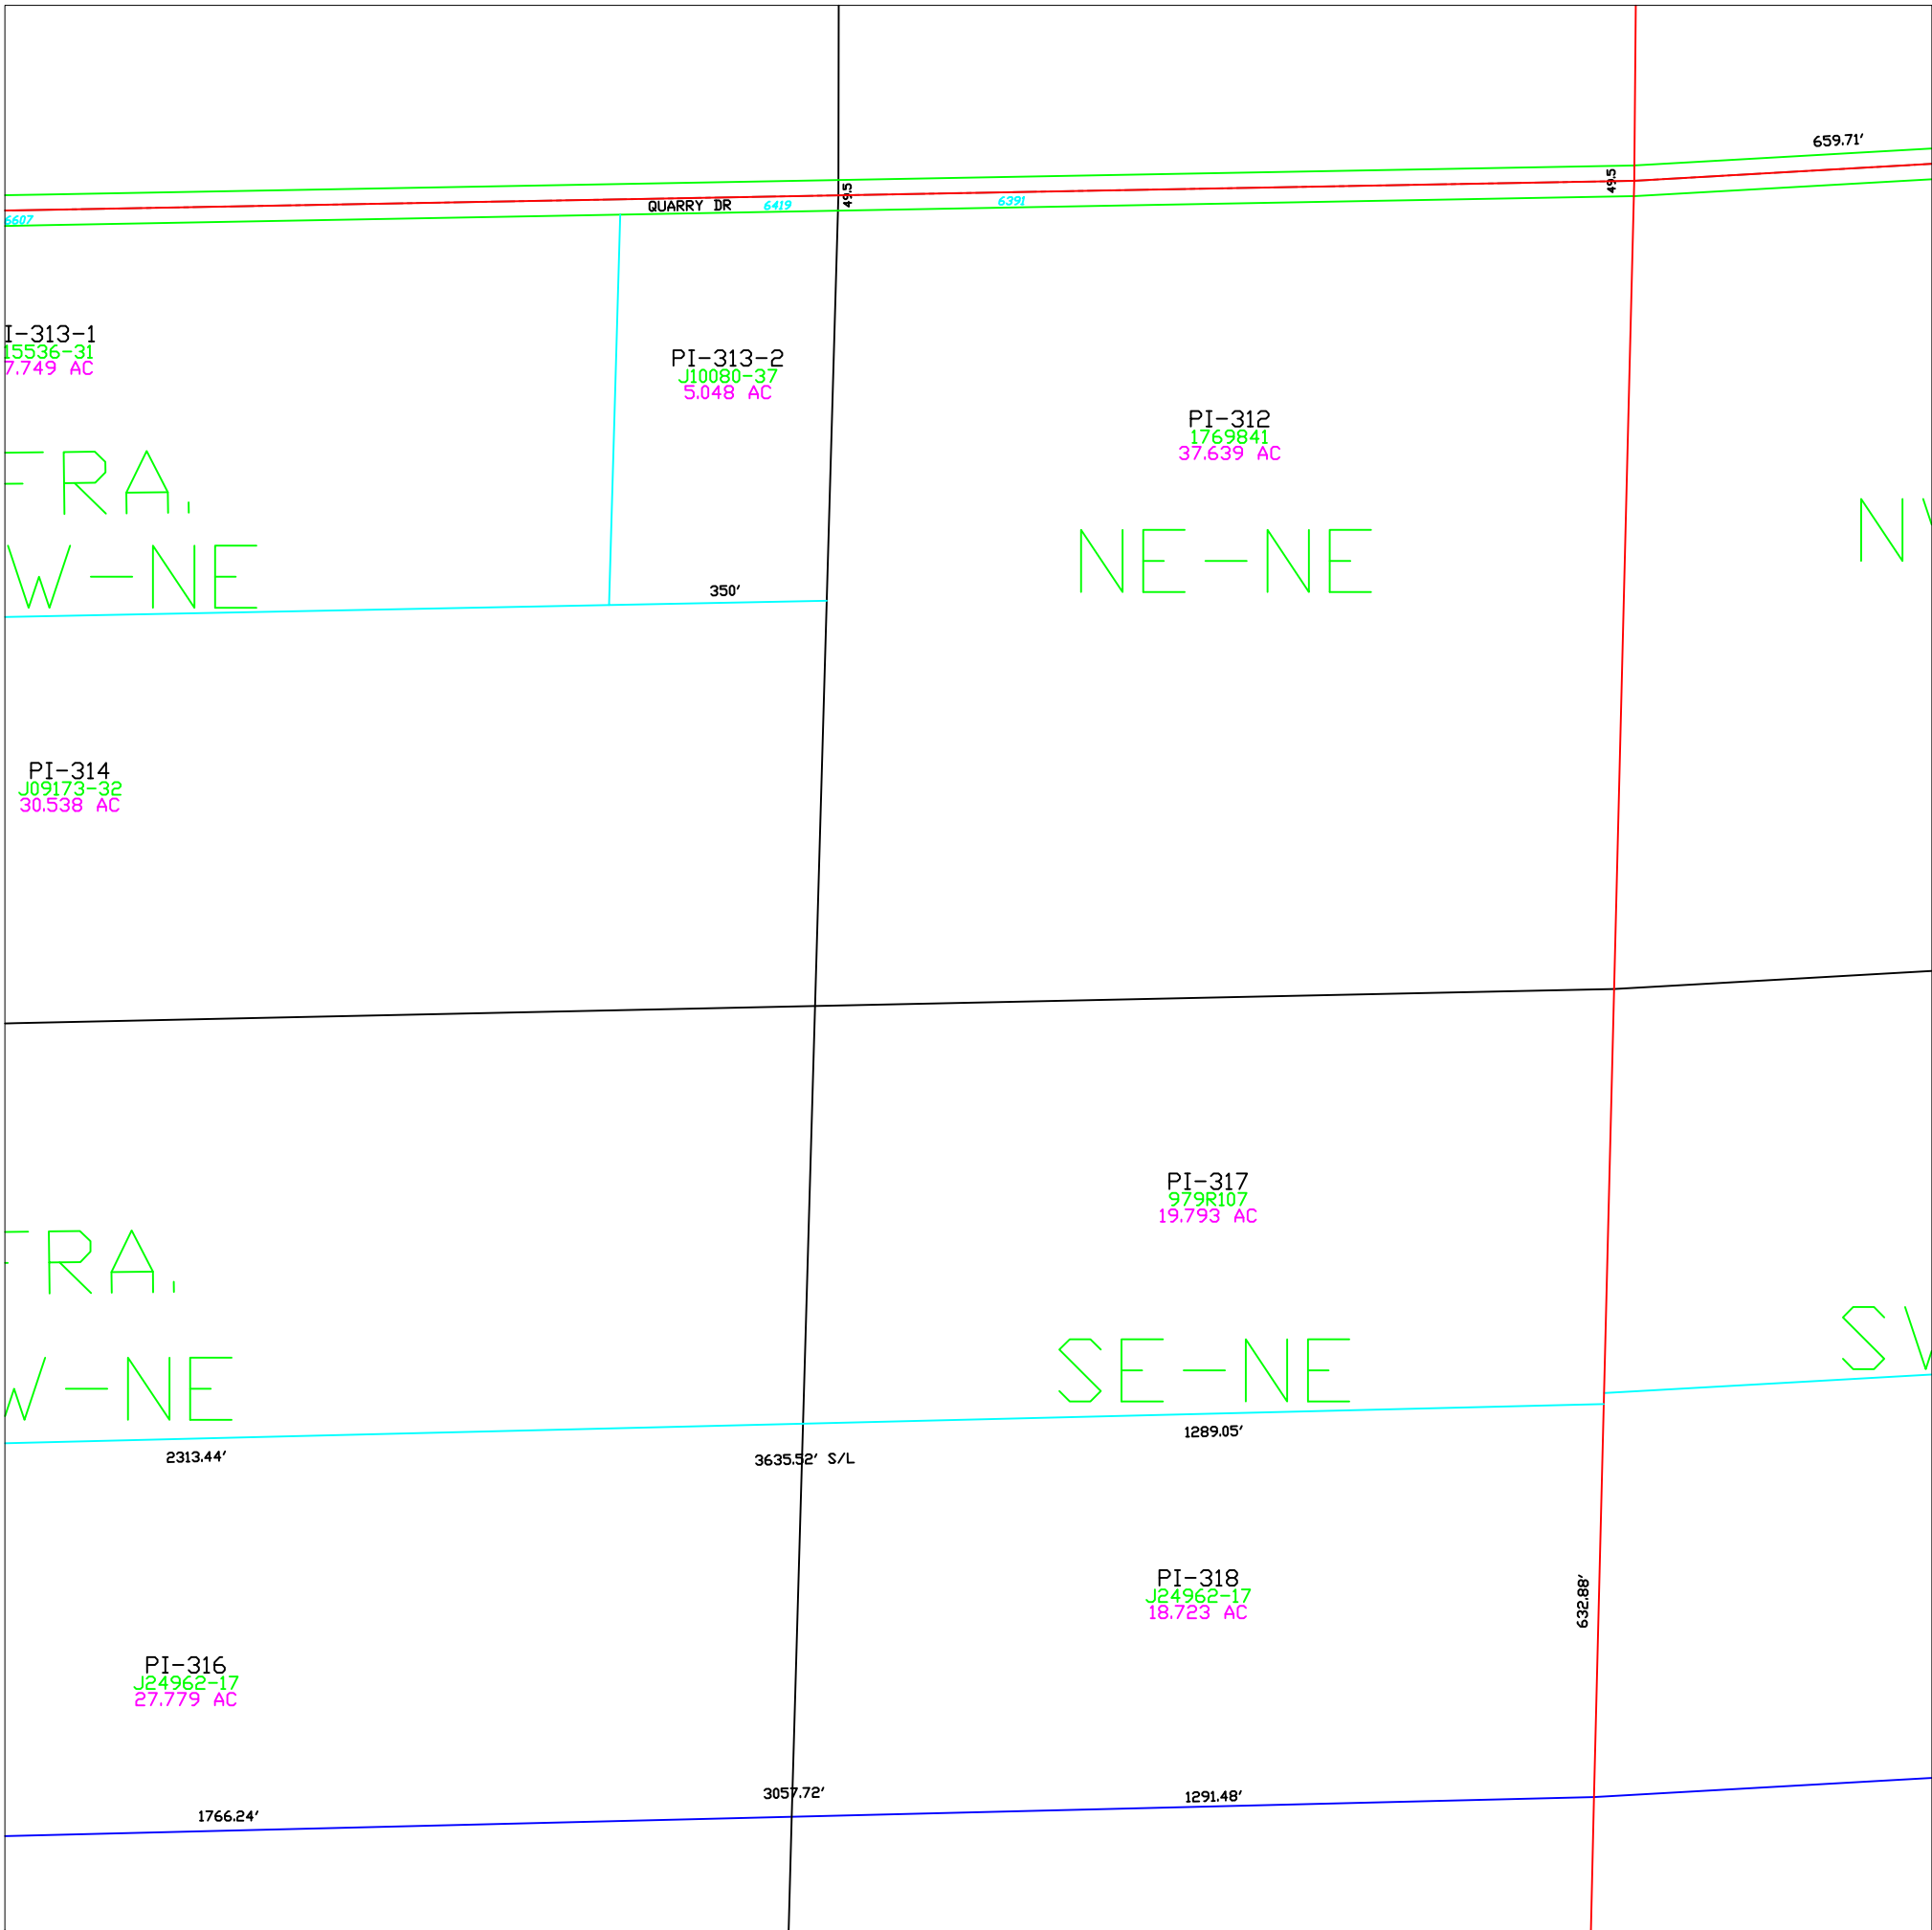 659.71'
49.5
49.5
QUARRY DR
6419
6391
6607
I-313-1
15536-31
7.749 AC
PI-313-2
J10080-37
5.048 AC
PI-312
1769841
37.639 AC
FRA.
W-NE
NE-NE
350'
PI-314
J09173-32
30.538 AC
PI-317
979R107
19.793 AC
FRA.
W-NE
SE-NE
2313.44'
3635.52' S/L
1289.05'
PI-318
J24962-17
18.723 AC
632.88'
PI-316
J24962-17
27.779 AC
3057.72'
1291.48'
1766.24'